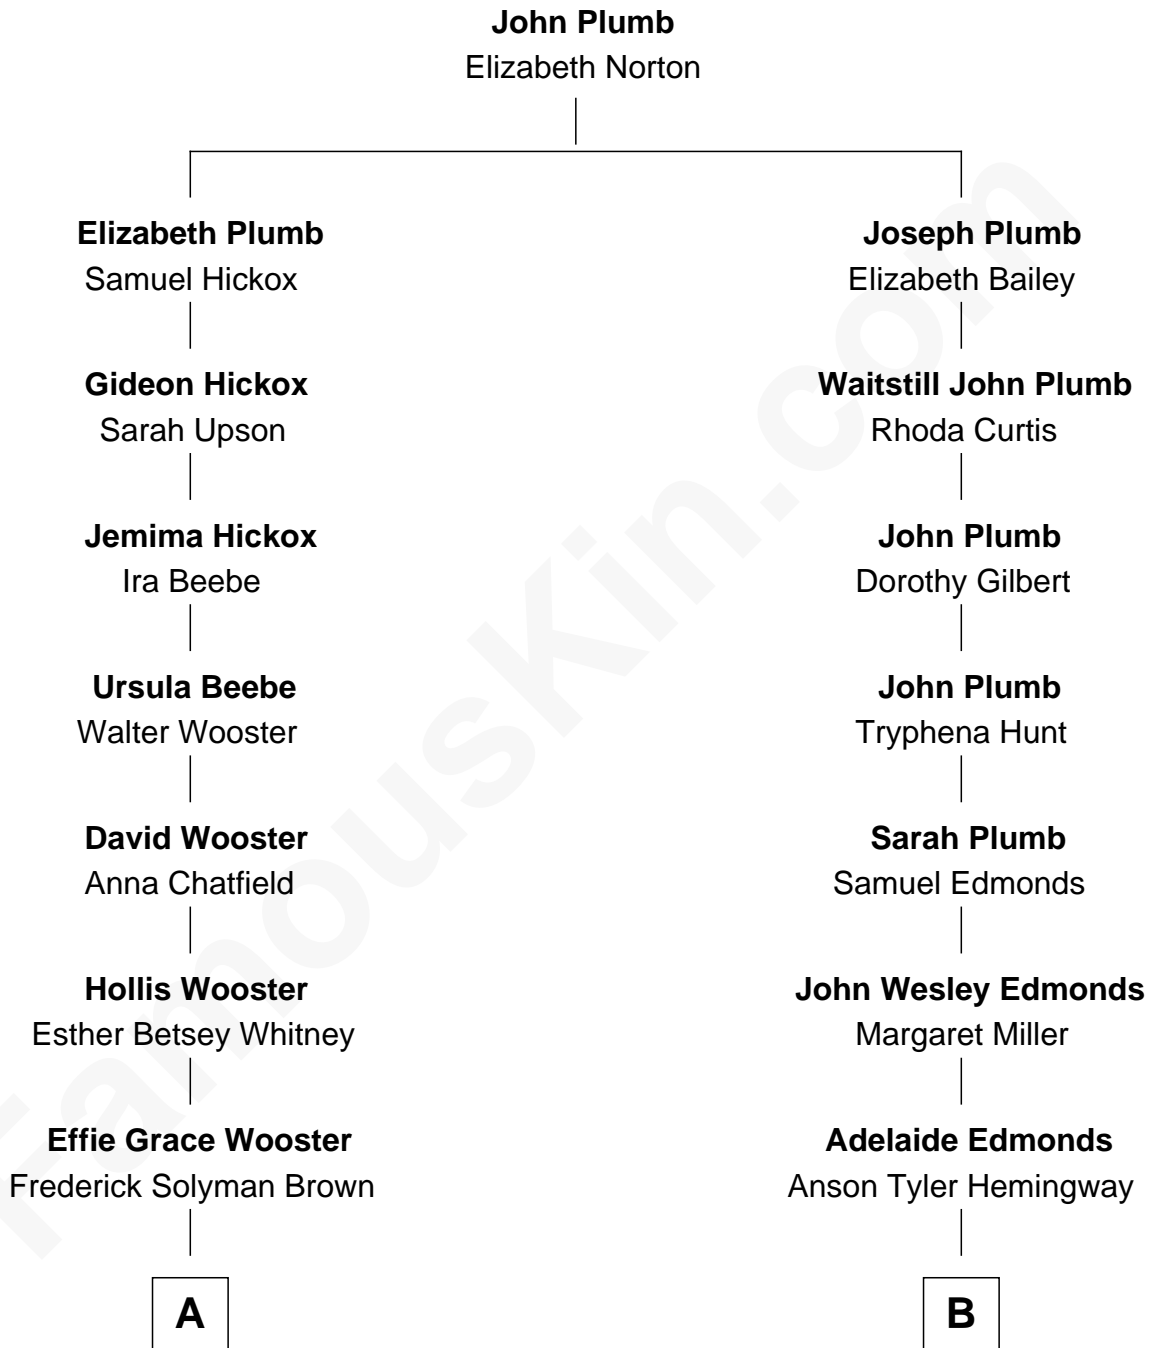 John Plumb
Elizabeth Norton
Elizabeth Plumb
Samuel Hickox
Gideon Hickox
Sarah Upson
Jemima Hickox
Ira Beebe
Ursula Beebe
Walter Wooster
David Wooster
Anna Chatfield
Hollis Wooster
Esther Betsey Whitney
Effie Grace Wooster
Frederick Solyman Brown
A
Joseph Plumb
Elizabeth Bailey
Waitstill John Plumb
Rhoda Curtis
John Plumb
Dorothy Gilbert
John Plumb
Tryphena Hunt
Sarah Plumb
Samuel Edmonds
John Wesley Edmonds
Margaret Miller
Adelaide Edmonds
Anson Tyler Hemingway
B
FamousKin.com